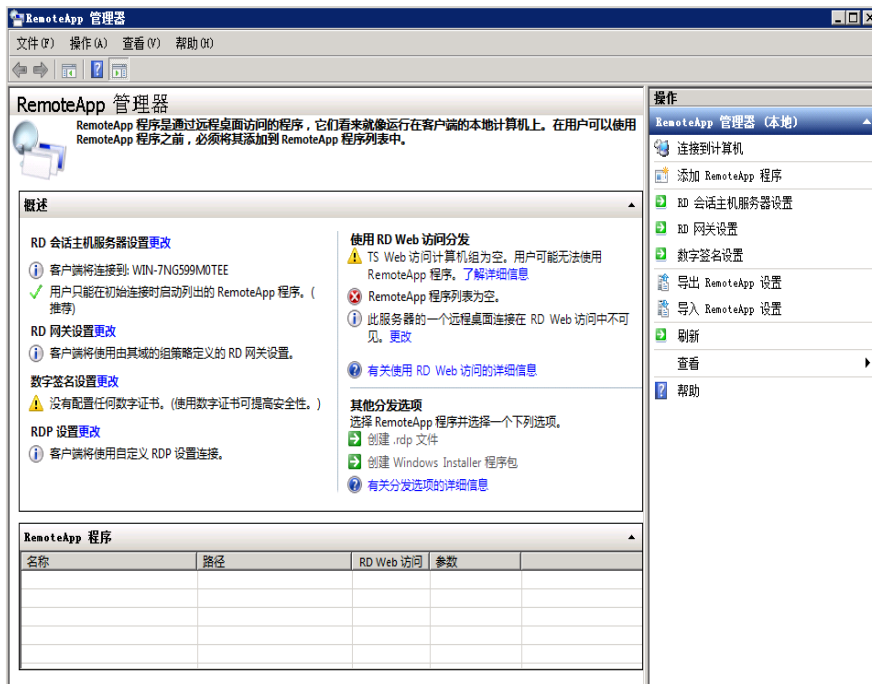 RemoteApp 管理器
文件(F) 操作(A) 查看(V) 帮助(H)
RemoteApp 管理器
RemoteApp 程序是通过远程桌面访问的程序，它们看来就像运行在客户端的本地计算机上。在用户可以使用
RemoteApp 程序之前，必须将其添加到 RemoteApp 程序列表中。
概述
RD 会话主机服务器设置更改
客户端将连接到: WIN-7NG599M0TEE
用户只能在初始连接时启动列出的 RemoteApp 程序。(
推荐)
RD 网关设置更改
客户端将使用由其域的组策略定义的 RD 网关设置。
数字签名设置更改
没有配置任何数字证书。(使用数字证书可提高安全性。)
RDP 设置更改
客户端将使用自定义 RDP 设置连接。
使用 RD Web 访问分发
TS Web 访问计算机组为空。用户可能无法使用
RemoteApp 程序。了解详细信息
RemoteApp 程序列表为空。
此服务器的一个远程桌面连接在 RD Web 访问中不可
见。更改
有关使用 RD Web 访问的详细信息
其他分发选项
选择 RemoteApp 程序并选择一个下列选项。
创建 .rdp 文件
创建 Windows Installer 程序包
有关分发选项的详细信息
RemoteApp 程序
名称 路径 RD Web 访问 参数
操作
RemoteApp 管理器 (本地)
连接到计算机
添加 RemoteApp 程序
RD 会话主机服务器设置
RD 网关设置
数字签名设置
导出 RemoteApp 设置
导入 RemoteApp 设置
刷新
查看
帮助